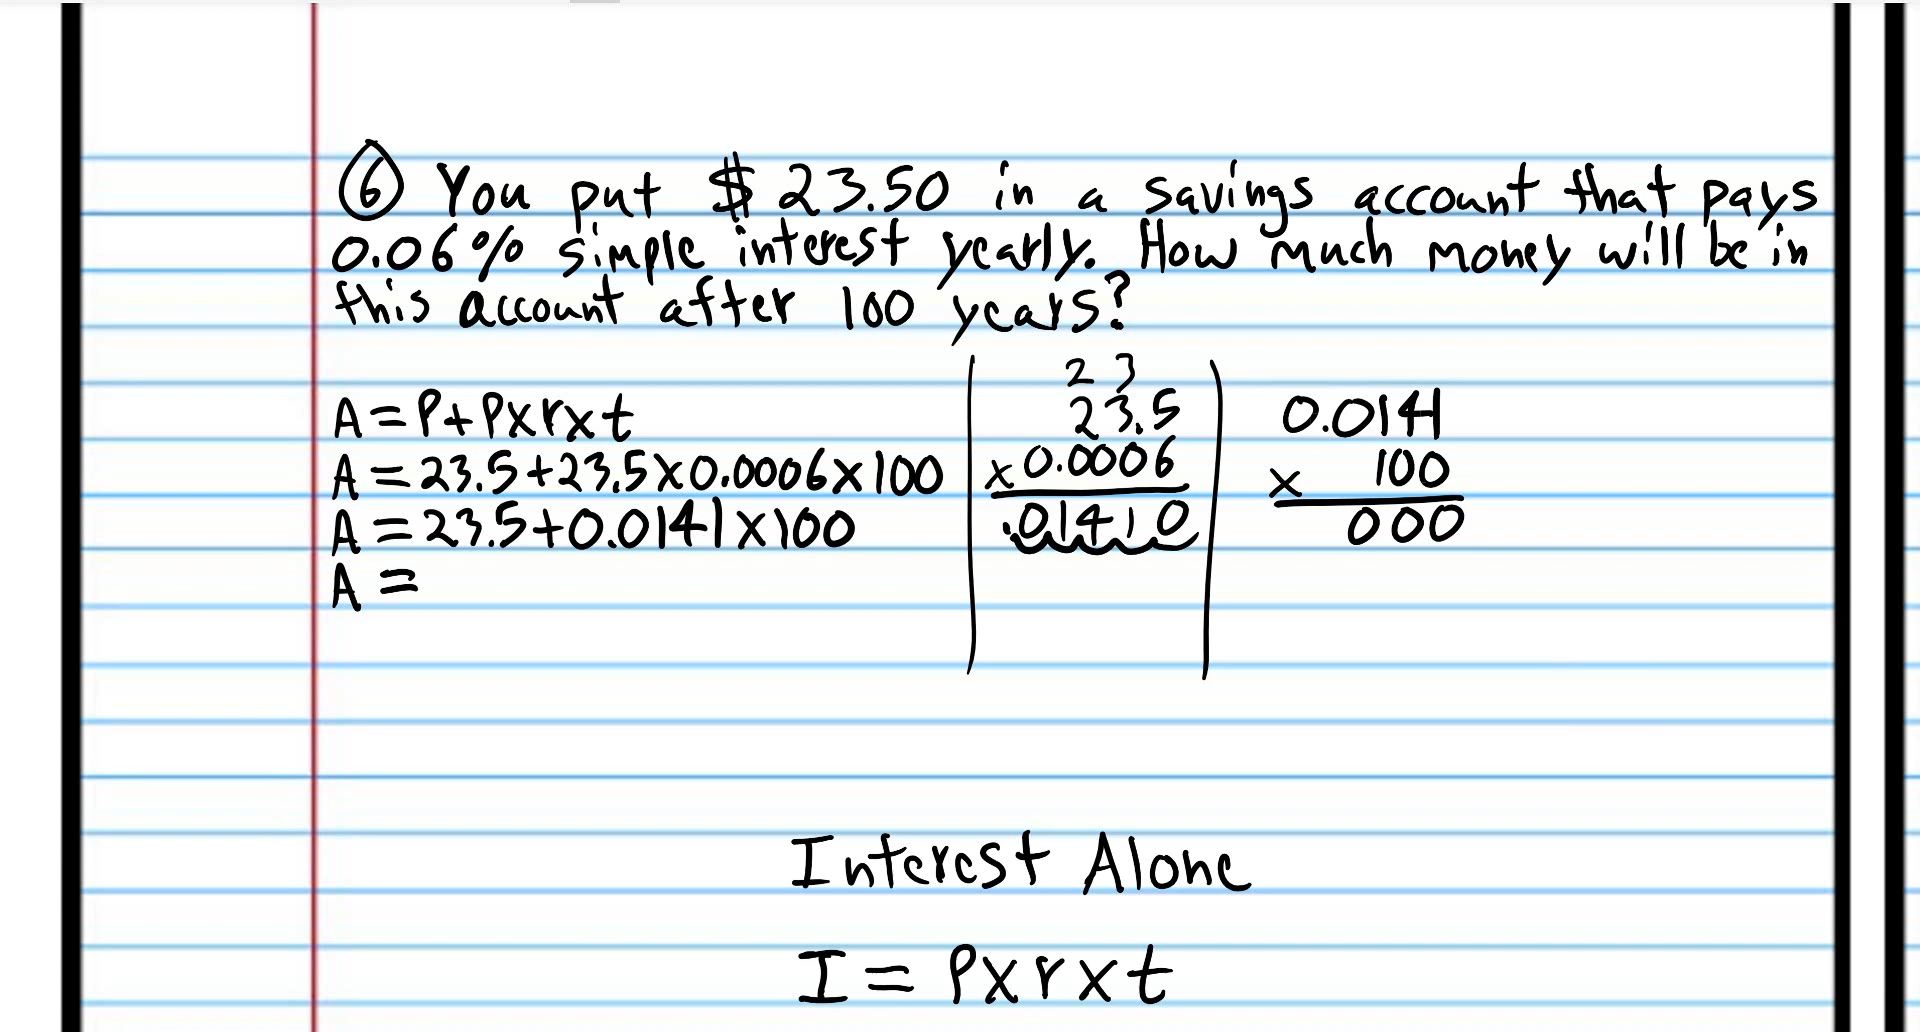 6 You put $23.50 in a savings account that pays
0.06% simple interest yearly. How much money will be in
this account after 100 years?
A = P + P x r x t
A = 23.5 + 23.5 x 0.0006 x 100
A = 23.5 + 0.0141 x 100
A =
2 3
23.5
x 0.0006
.01410
0.0141
x 100
000
Interest Alone
I = P x r x t